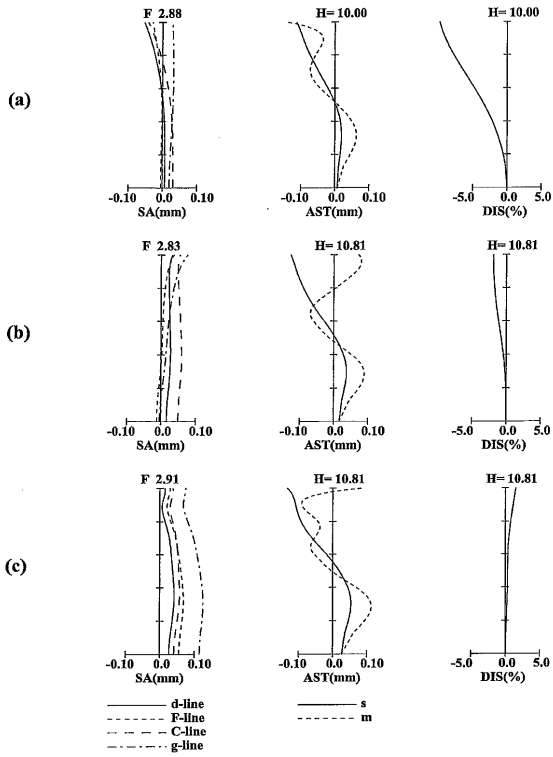 F 2.88 H= 10.00 H= 10.00
(a)
-0.10 0.0 0.10 -0.10 0.0 0.10 -5.0 0.0 5.0
SA(mm) AST(mm) DIS(%)
F 2.83 H= 10.81 H= 10.81
(b)
-0.10 0.0 0.10 -0.10 0.0 0.10 -5.0 0.0 5.0
SA(mm) AST(mm) DIS(%)
F 2.91 H= 10.81 H= 10.81
(c)
-0.10 0.0 0.10 -0.10 0.0 0.10 -5.0 0.0 5.0
SA(mm) AST(mm) DIS(%)
d-line s
F-line m
C-line
g-line